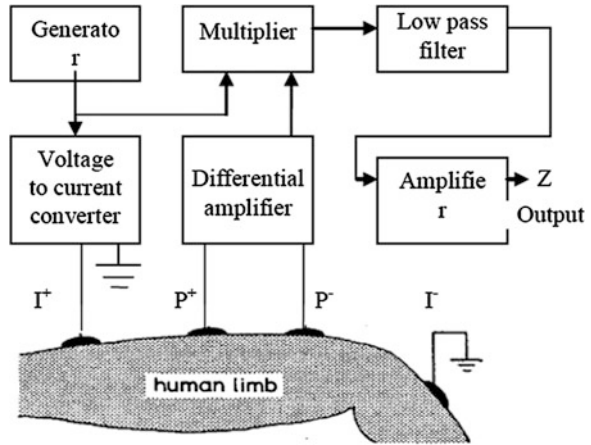 Generato
r
Multiplier
Low pass
filter
Voltage
to current
converter
Differential
amplifier
Amplifie
r
Z
Output
I+
P+
P-
I-
human limb